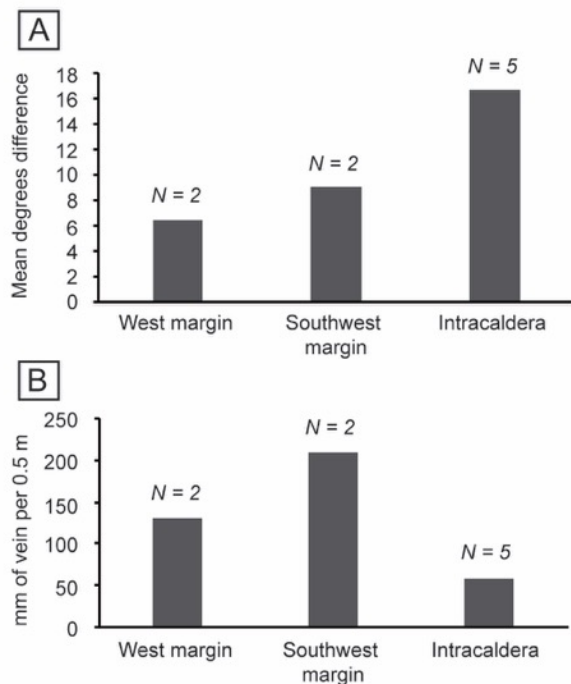 A
Mean degrees difference
18
16
14
12
10
8
6
4
2
0
N = 2
N = 2
N = 5
West margin
Southwest
margin
Intracaldera
B
mm of vein per 0.5 m
250
200
150
100
50
0
N = 2
N = 2
N = 5
West margin
Southwest
margin
Intracaldera